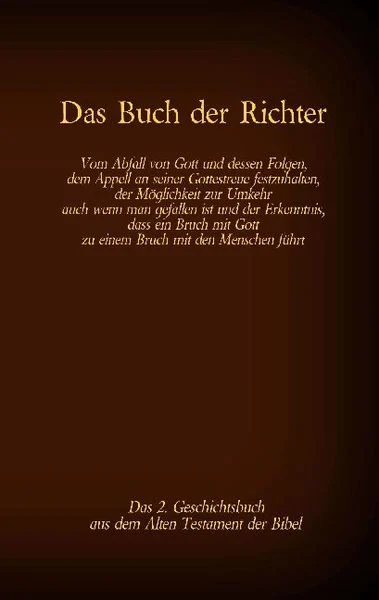 Das Buch der Richter
Vom Abfall von Gott und dessen Folgen,
dem Appell an seiner Gottestreue festzuhalten,
der Möglichkeit zur Umkehr
auch wenn man gefallen ist und der Erkenntnis,
dass ein Bruch mit Gott
zu einem Bruch mit den Menschen führt
Das 2. Geschichtsbuch
aus dem Alten Testament der Bibel